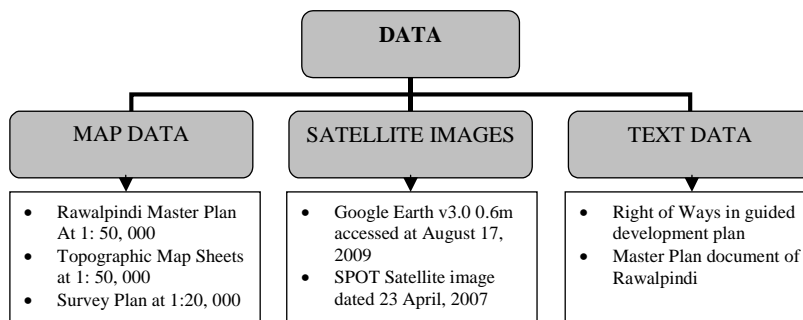 DATA
MAP DATA
SATELLITE IMAGES
TEXT DATA
• Rawalpindi Master Plan
At 1: 50, 000
• Topographic Map Sheets
at 1: 50, 000
• Survey Plan at 1:20, 000
• Google Earth v3.0 0.6m
accessed at August 17,
2009
• SPOT Satellite image
dated 23 April, 2007
• Right of Ways in guided
development plan
• Master Plan document of
Rawalpindi